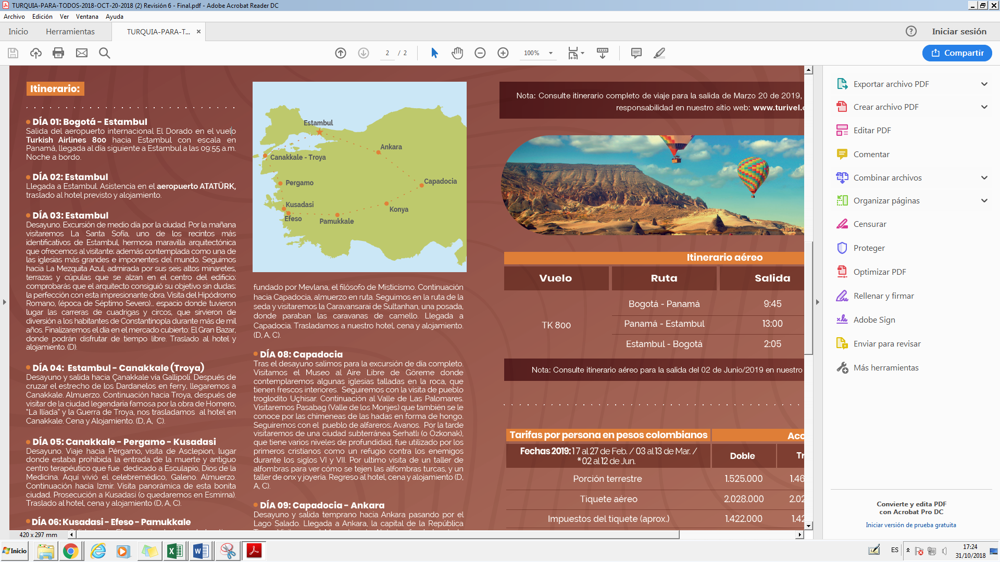 TURQUIA-PARA-TODOS-2018-OCT-20-2018 (2) Revisión 6 - Final.pdf - Adobe Acrobat Reader DC
Archivo Edición Ver Ventana Ayuda
Inicio Herramientas TURQUIA-PARA-T... Iniciar sesión
2 / 2 100% Compartir
Itinerario:
DÍA 01: Bogotá - Estambul
Salida del aeropuerto internacional El Dorado en el vuelo
Turkish Airlines 800 hacia Estambul con escala en
Panamá, llegada al día siguiente a Estambul a las 09:55 a.m.
Noche a bordo.
DÍA 02: Estambul
Llegada a Estambul. Asistencia en el aeropuerto ATATÜRK,
traslado al hotel previsto y alojamiento.
DÍA 03: Estambul
Desayuno. Excursión de medio día por la ciudad. Por la mañana
visitaremos La Santa Sofía, uno de los recintos más
identificativos de Estambul, hermosa maravilla arquitectónica
que ofrecemos al visitante; además contemplada como una de
las iglesias más grandes e imponentes del mundo. Seguimos
hacia La Mezquita Azul, admirada por sus seis altos minaretes,
terrazas y cúpulas que se alzan en el centro del edificio;
comprobarás que el arquitecto consiguió su objetivo sin dudas;
la perfección con esta impresionante obra. Visita del Hipódromo
Romano, (época de Séptimo Severo)... espacio donde tuvieron
lugar las carreras de cuadrigas y circos, que sirvieron de
diversión a los habitantes de Constantinopla durante más de mil
años. Finalizaremos el día en el mercado cubierto: El Gran Bazar,
donde podrán disfrutar de tiempo libre. Traslado al hotel y
alojamiento. (D).
DÍA 04: Estambul - Canakkale (Troya)
Desayuno y salida hacia Çanakkale vía Gallipoli. Después de
cruzar el estrecho de los Dardanelos en ferry, llegaremos a
Canakkale. Almuerzo. Continuación hacia Troya, después de
visitar de la ciudad legendaria famosa por la obra de Homero,
"La Ilíada" y la Guerra de Troya, nos trasladamos al hotel en
Canakkale. Cena y Alojamiento. (D, A, C).
DÍA 05: Canakkale - Pergamo - Kusadasi
Desayuno. Viaje hacia Pérgamo, visita de Asclepion, lugar
donde estaba prohibida la entrada de la muerte y antiguo
centro terapéutico que fue dedicado a Esculapio, Dios de la
Medicina. Aquí vivió el celebremédico, Galeno. Almuerzo.
Continuación hacia Izmir. Visita panorámica de esta bonita
ciudad. Prosecución a Kusadasi (o quedaremos en Esmirna).
Traslado al hotel, cena y alojamiento (D, A, C).
DÍA 06: Kusadasi - Efeso - Pamukkale
Estambul
Ankara
Canakkale - Troya
Pergamo
Capadocia
Kusadasi
Konya
Efeso
Pamukkale
fundado por Mevlana, el filósofo de Misticismo. Continuación
hacia Capadocia, almuerzo en ruta. Seguimos en la ruta de la
seda y visitaremos la Caravansarai de Sultanhan, una posada,
donde paraban las caravanas de camello. Llegada a
Capadocia. Trasladamos a nuestro hotel, cena y alojamiento.
(D, A, C).
DÍA 08: Capadocia
Tras el desayuno salimos para la excursión de día completo.
Visitamos el Museo al Aire Libre de Göreme donde
contemplaremos algunas iglesias talladas en la roca, que
tienen frescos interiores. Seguiremos con la visita de pueblo
troglodito Uçhisar. Continuación al Valle de Las Palomares.
Visitaremos Pasabag (Valle de los Monjes) que también se le
conoce por las chimeneas de las hadas en forma de hongo.
Seguiremos con el pueblo de alfareros; Avanos. Por la tarde
visitaremos de una ciudad subterránea Serhatlı (o Özkonak),
que tiene varios niveles de profundidad, fue utilizado por los
primeros cristianos como un refugio contra los enemigos
durante los siglos VI y VII. Por ultimo visita de un taller de
alfombras para ver cómo se tejen las alfombras turcas, y un
taller de onx y joyería. Regreso al hotel, cena y alojamiento (D,
A, C).
DÍA 09: Capadocia - Ankara
Desayuno y salida temprano hacia Ankara pasando por el
Lago Salado. Llegada a Ankara, la capital de la República
Nota: Consulte itinerario completo de viaje para la salida de Marzo 20 de 2019,
responsabilidad en nuestro sitio web: www.turivel.c
Itinerario aéreo
Vuelo Ruta Salida
Bogotá - Panamá 9:45
TK 800 Panamá - Estambul 13:00
Estambul - Bogotá 2:05
Nota: Consulte itinerario aéreo para la salida del 02 de Junio/2019 en nuestro
Tarifas por persona en pesos colombianos Aco
Fechas 2019: 17 al 27 de Feb. / 03 al 13 de Mar. /
*02 al 12 de Jun.
Doble Tr
Porción terrestre 1.525.000 1.46
Tiquete aéreo 2.028.000 2.02
Impuestos del tiquete (aprox.) 1.422.000 1.42
Exportar archivo PDF
Crear archivo PDF
Editar PDF
Comentar
Combinar archivos
Organizar páginas
Censurar
Proteger
Optimizar PDF
Rellenar y firmar
Adobe Sign
Enviar para revisar
Más herramientas
Convierte y edita PDF
con Acrobat Pro DC
Iniciar versión de prueba gratuita
420 x 297 mm
Inicio ES 17:24
31/10/2018